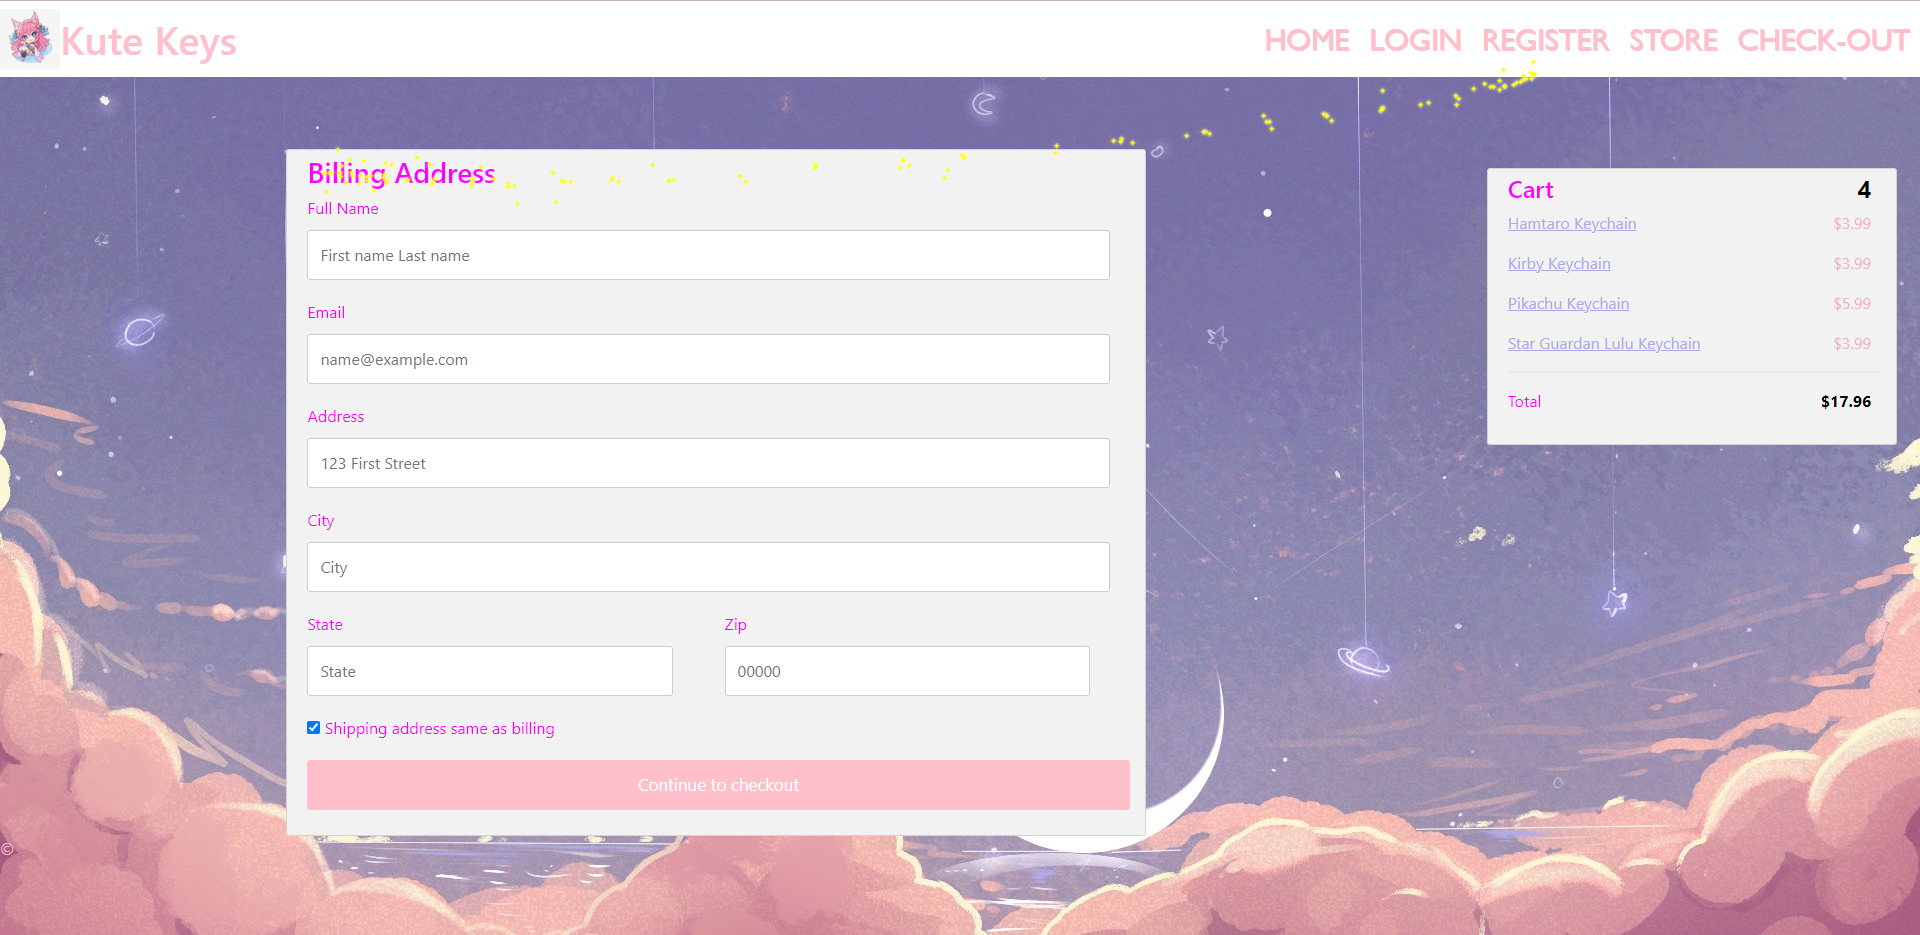 Kute Keys
HOME LOGIN REGISTER STORE CHECK-OUT
Billing Address
Full Name
First name Last name
Email
name@example.com
Address
123 First Street
City
City
State Zip
State 00000
Shipping address same as billing
Continue to checkout
Cart 4
Hamtaro Keychain $3.99
Kirby Keychain $3.99
Pikachu Keychain $5.99
Star Guardan Lulu Keychain $3.99
Total $17.96
©